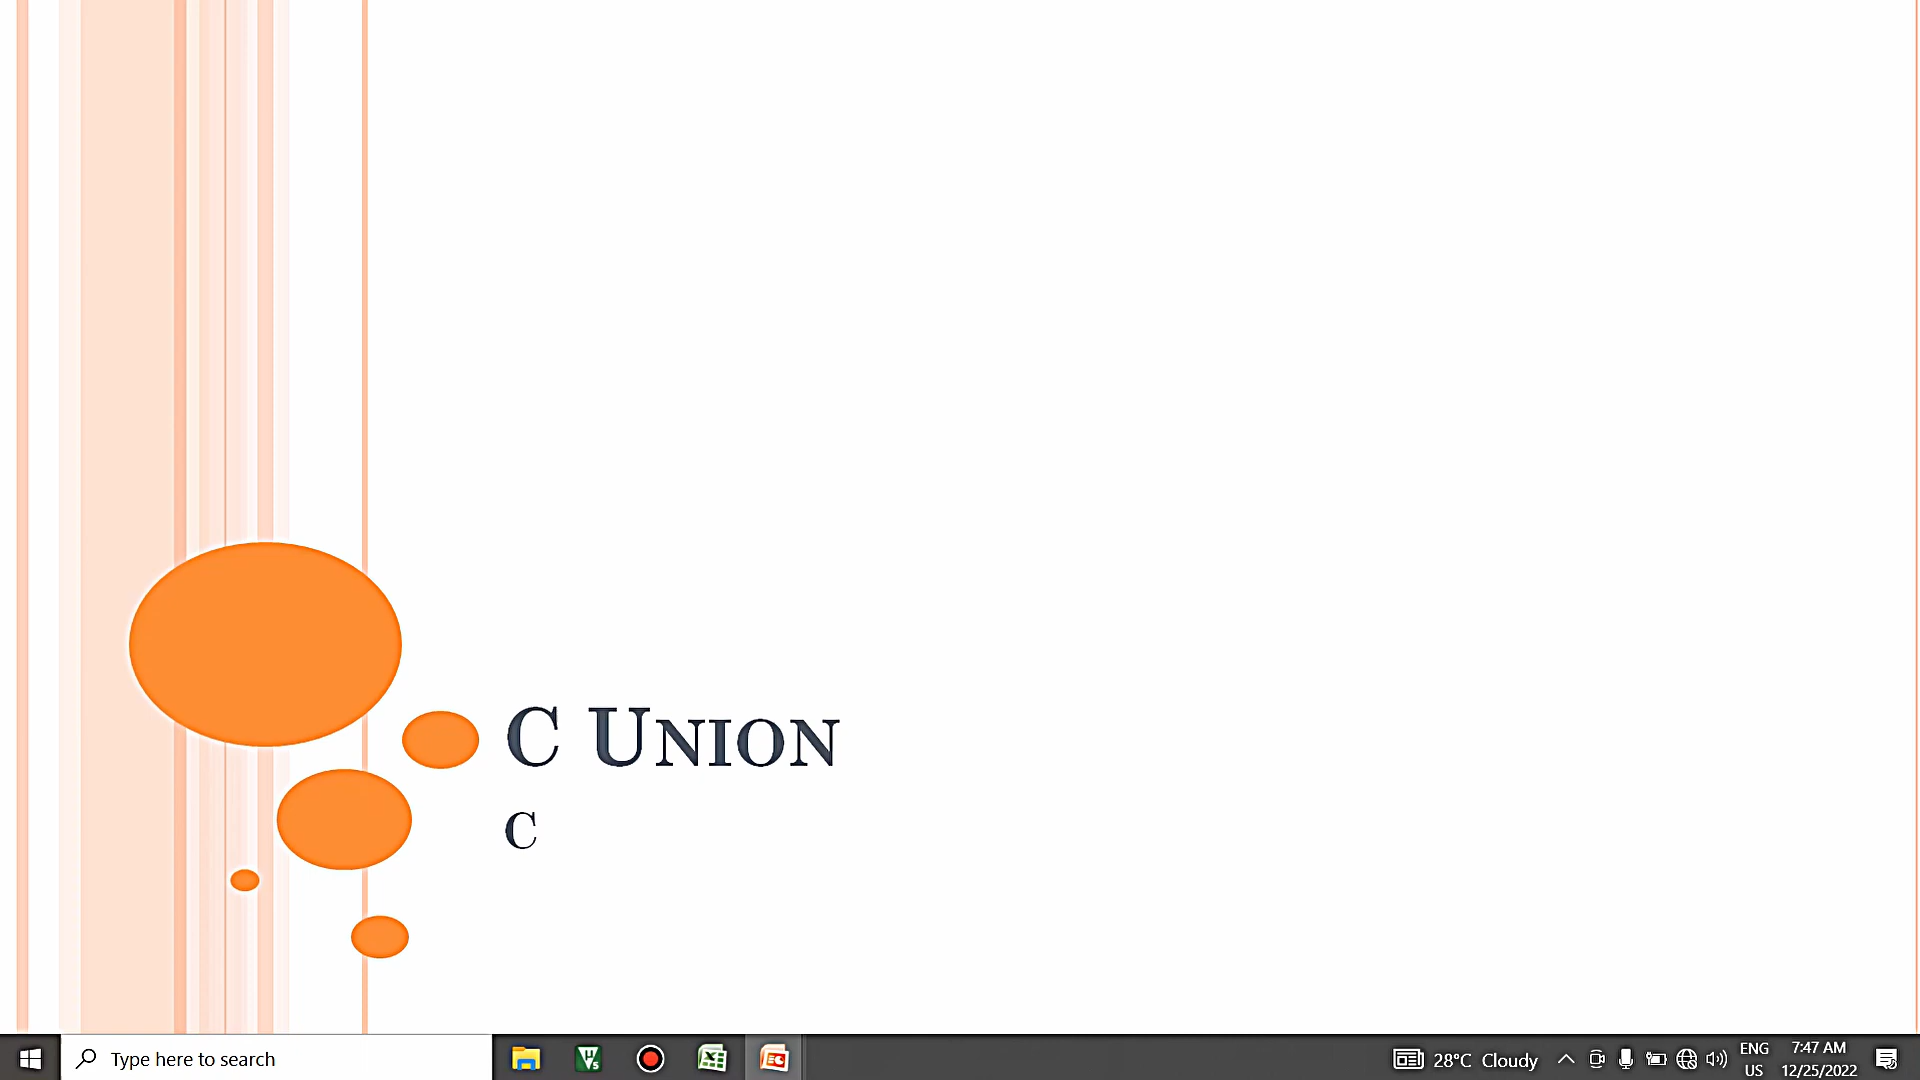 C UNION
C
Type here to search
28°C Cloudy
ENG
US
7:47 AM
12/25/2022